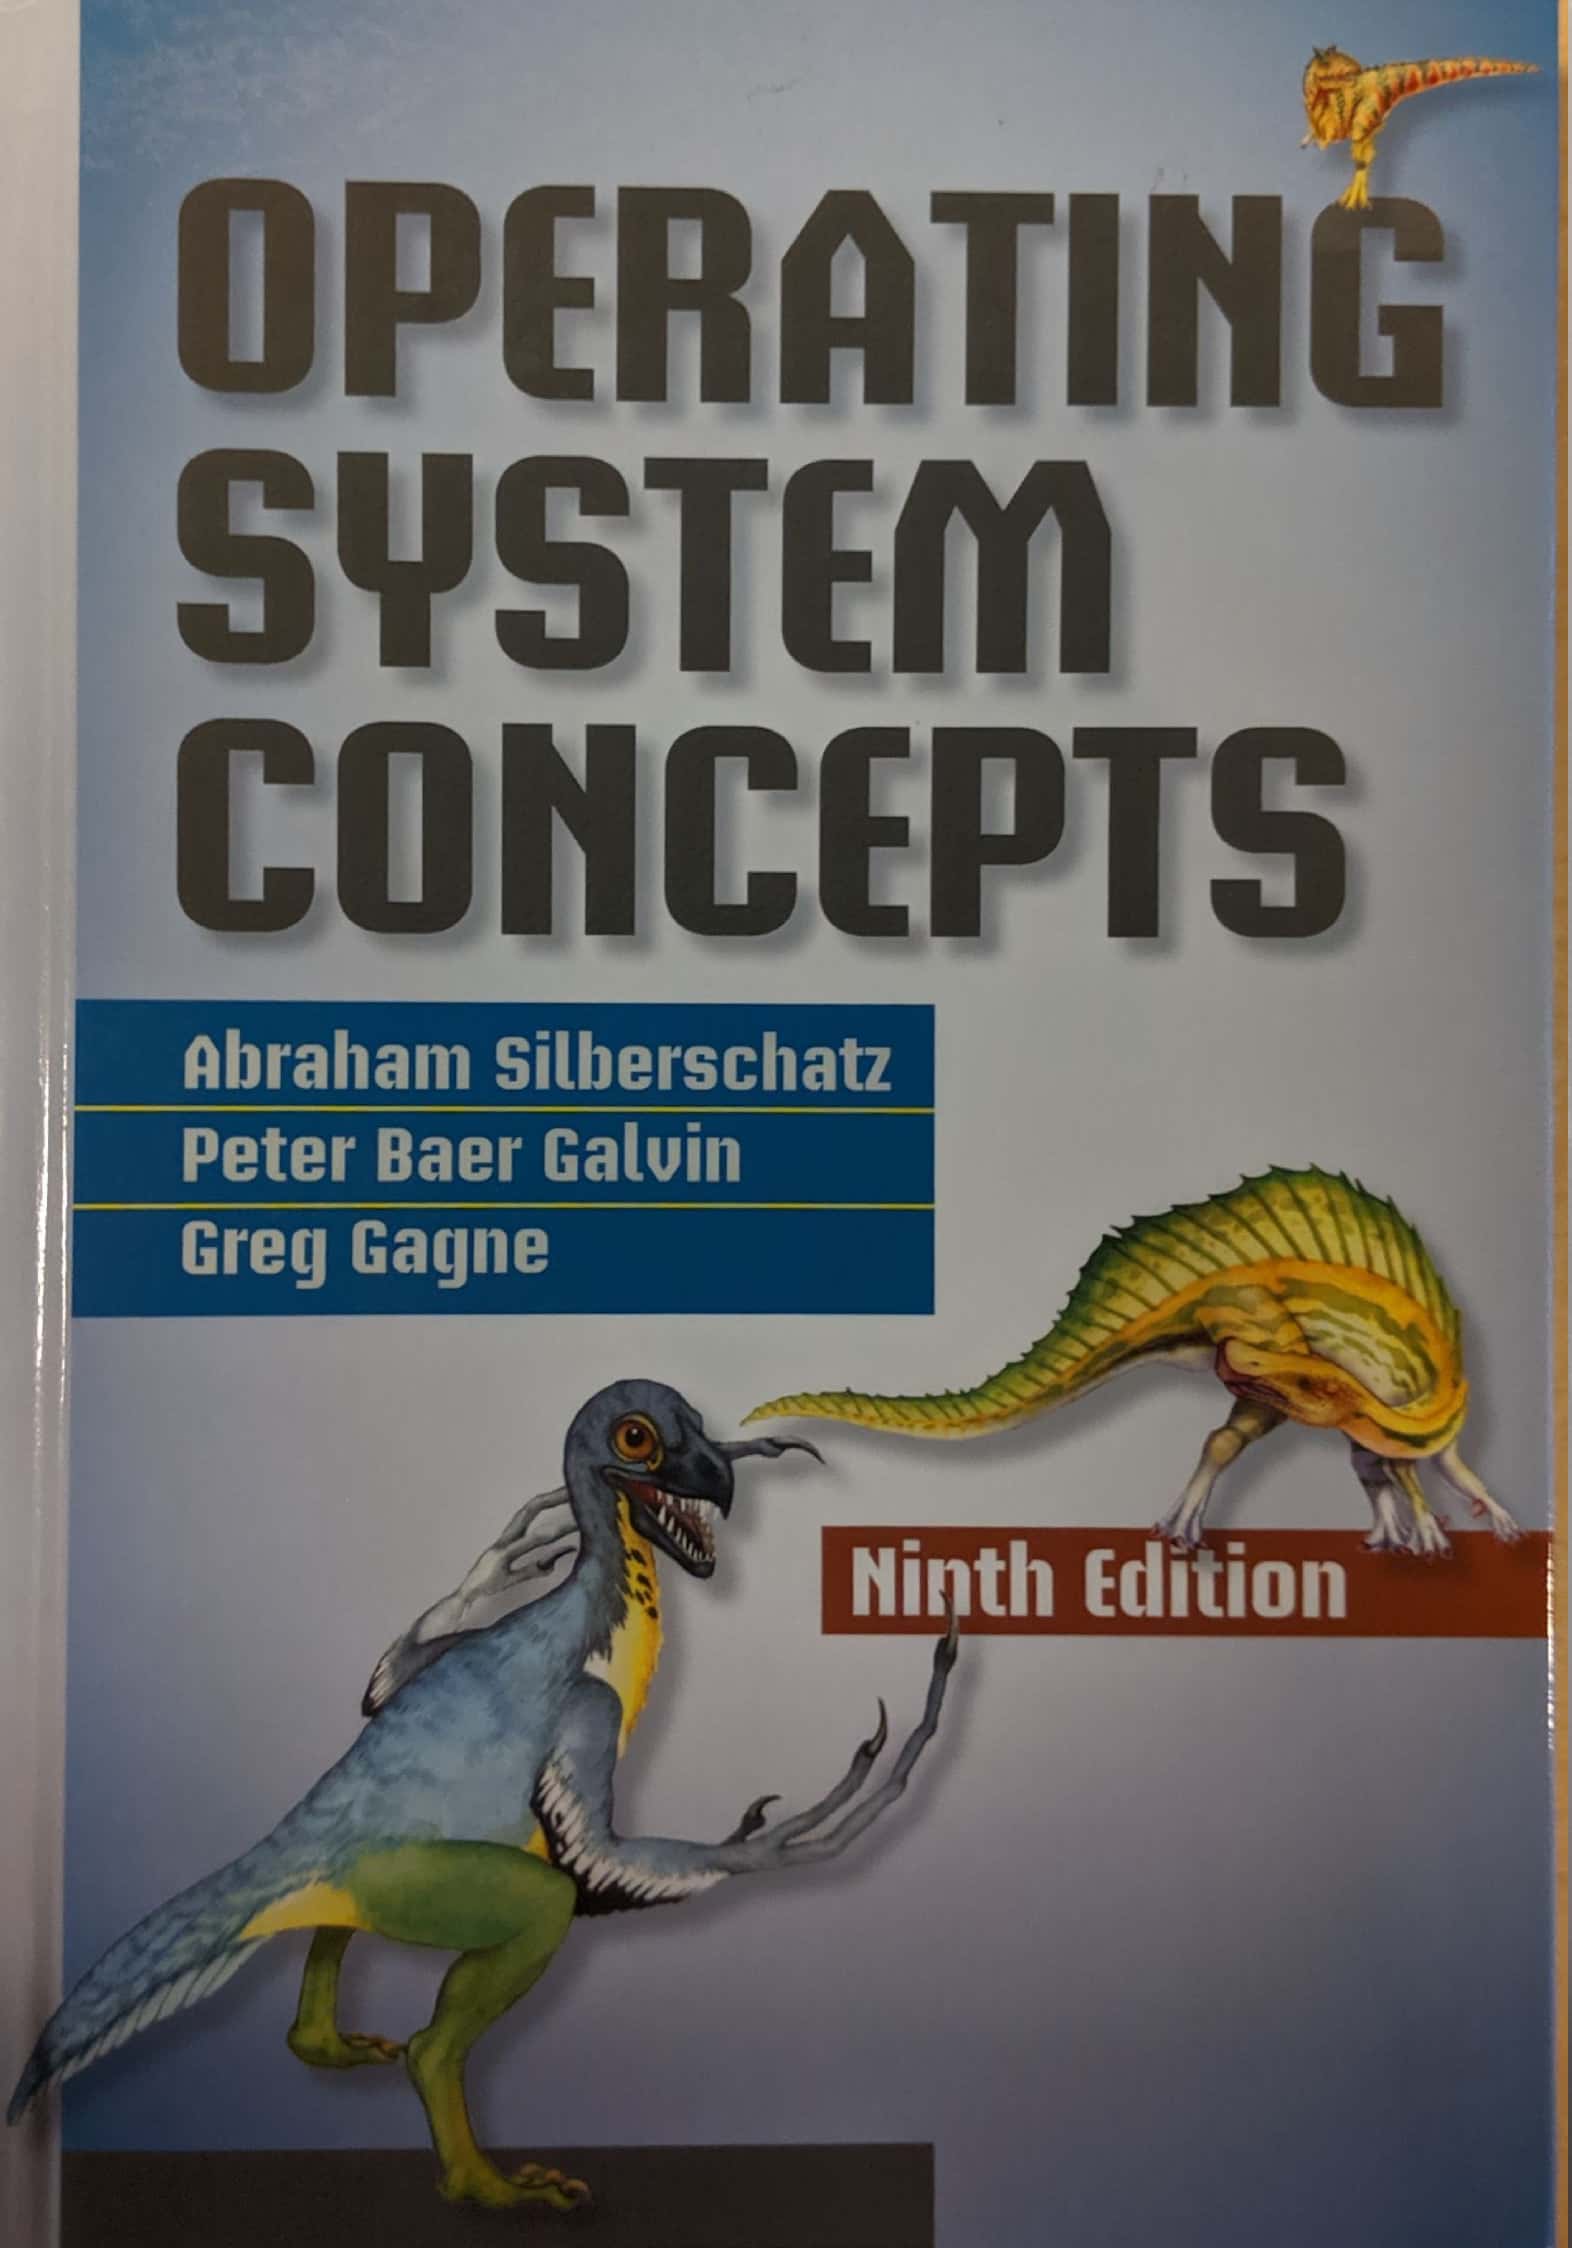 OPERATING
SYSTEM
CONCEPTS
Abraham Silberschatz
Peter Baer Galvin
Greg Gagne
Ninth Edition